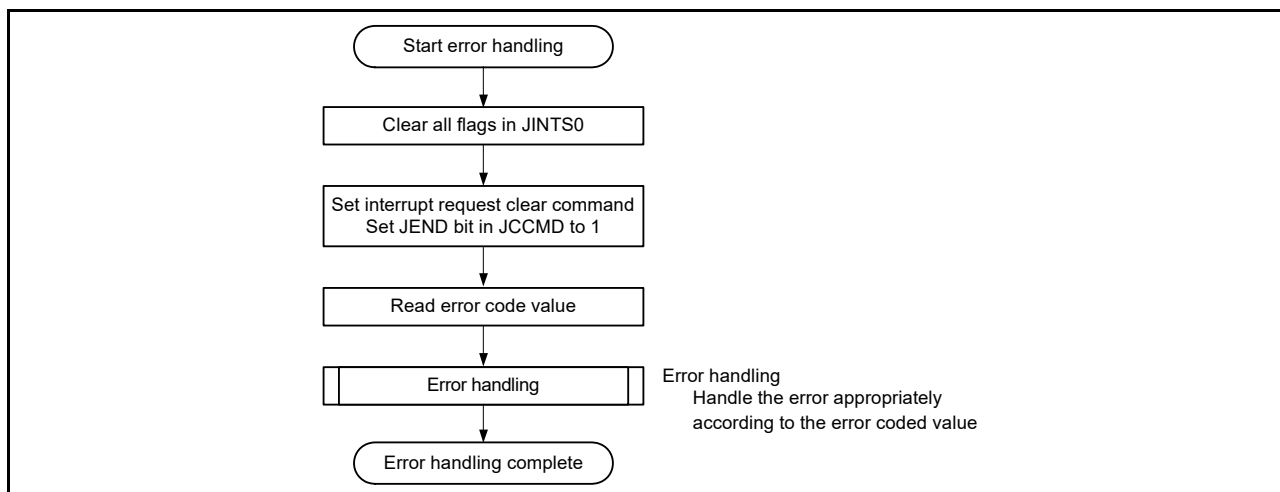 Start error handling
Clear all flags in JINTS0
Set interrupt request clear command
Set JEND bit in JCCMD to 1
Read error code value
Error handling
Error handling
Handle the error appropriately
according to the error coded value
Error handling complete